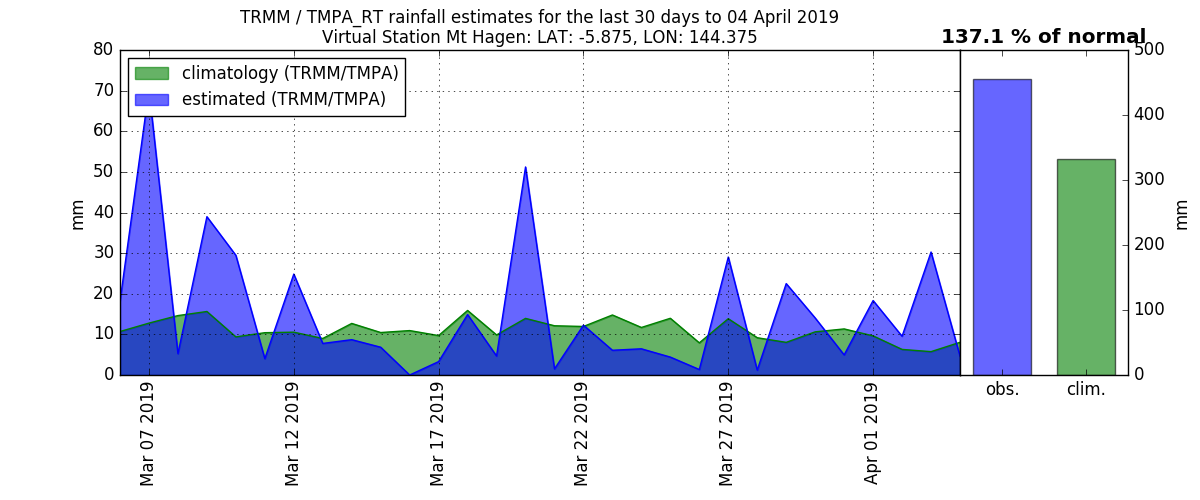 TRMM / TMPA_RT rainfall estimates for the last 30 days to 04 April 2019
Virtual Station Mt Hagen: LAT: -5.875, LON: 144.375
137.1 % of normal
climatology (TRMM/TMPA)
estimated (TRMM/TMPA)
80
70
60
50
40
30
20
10
0
mm
Mar 07 2019
Mar 12 2019
Mar 17 2019
Mar 22 2019
Mar 27 2019
Apr 01 2019
obs.
clim.
500
400
300
200
100
0
mm